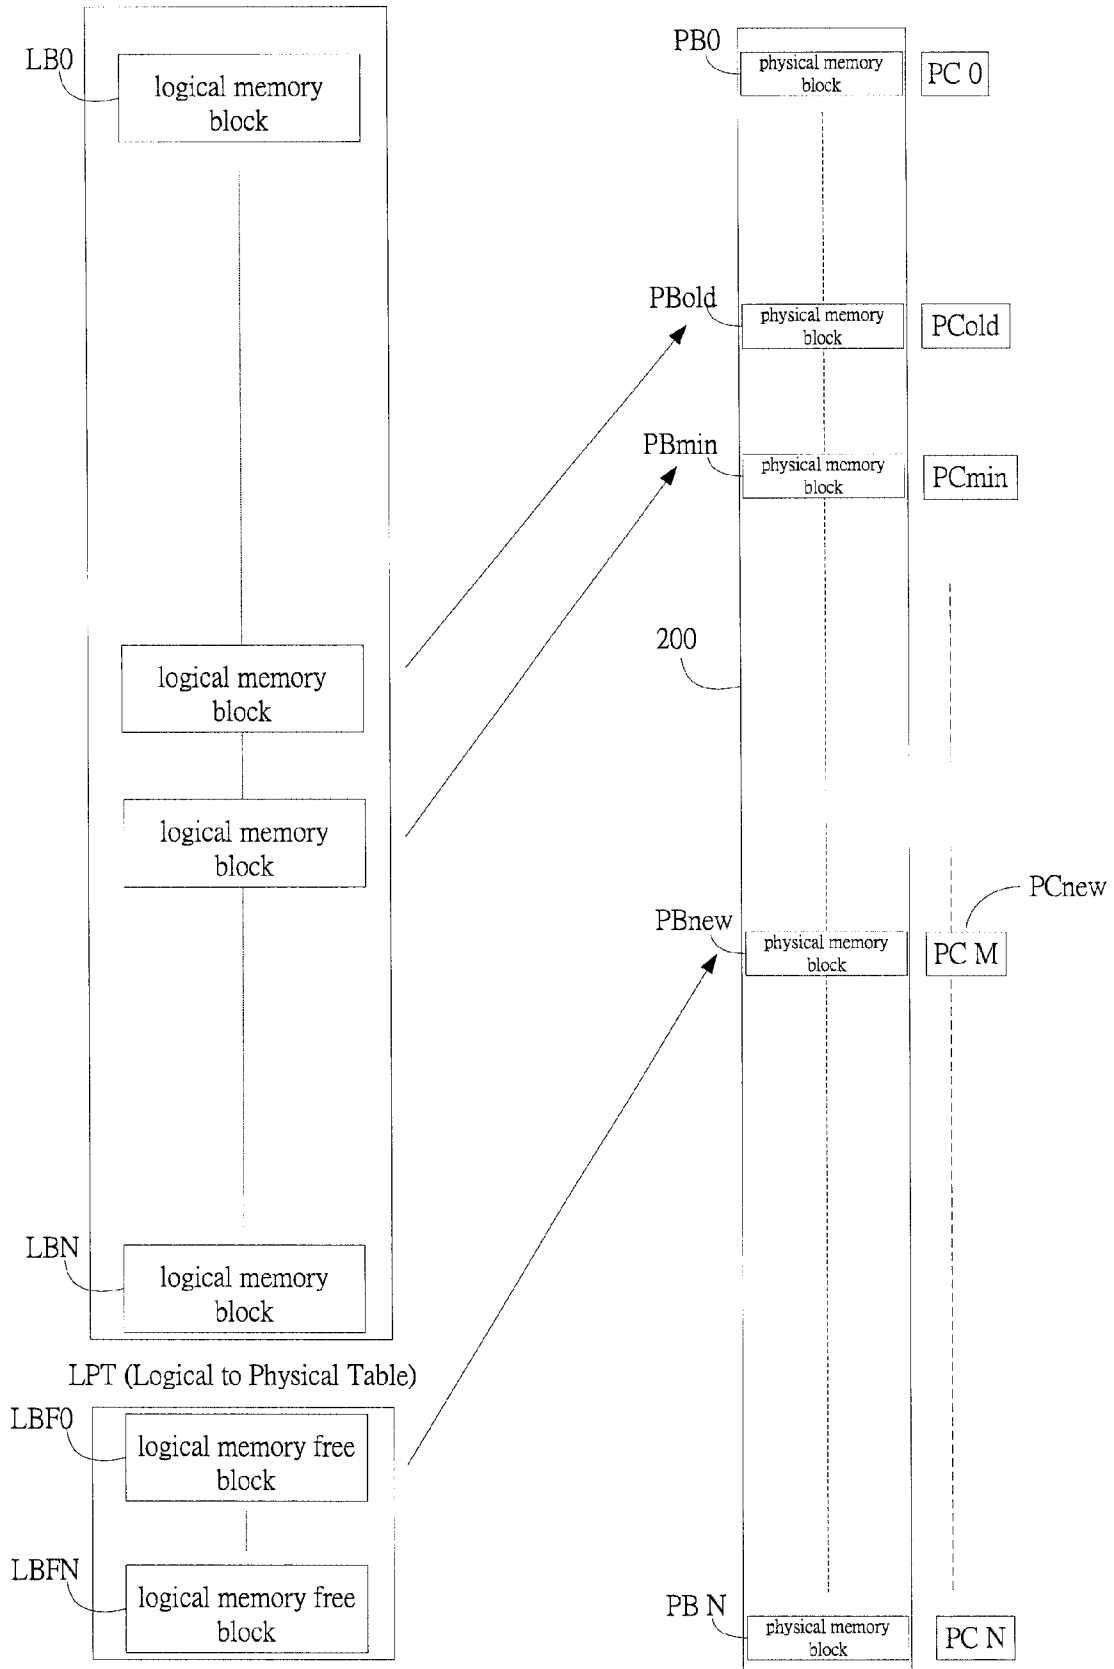 LB0
logical memory
block
logical memory
block
logical memory
block
LBN
logical memory
block
LPT (Logical to Physical Table)
LBF0
logical memory free
block
LBFN
logical memory free
block
PB0
physical memory
block
PC 0
PBold
physical memory
block
PCold
PBmin
physical memory
block
PCmin
200
PCnew
PBnew
physical memory
block
PC M
PB N
physical memory
block
PC N